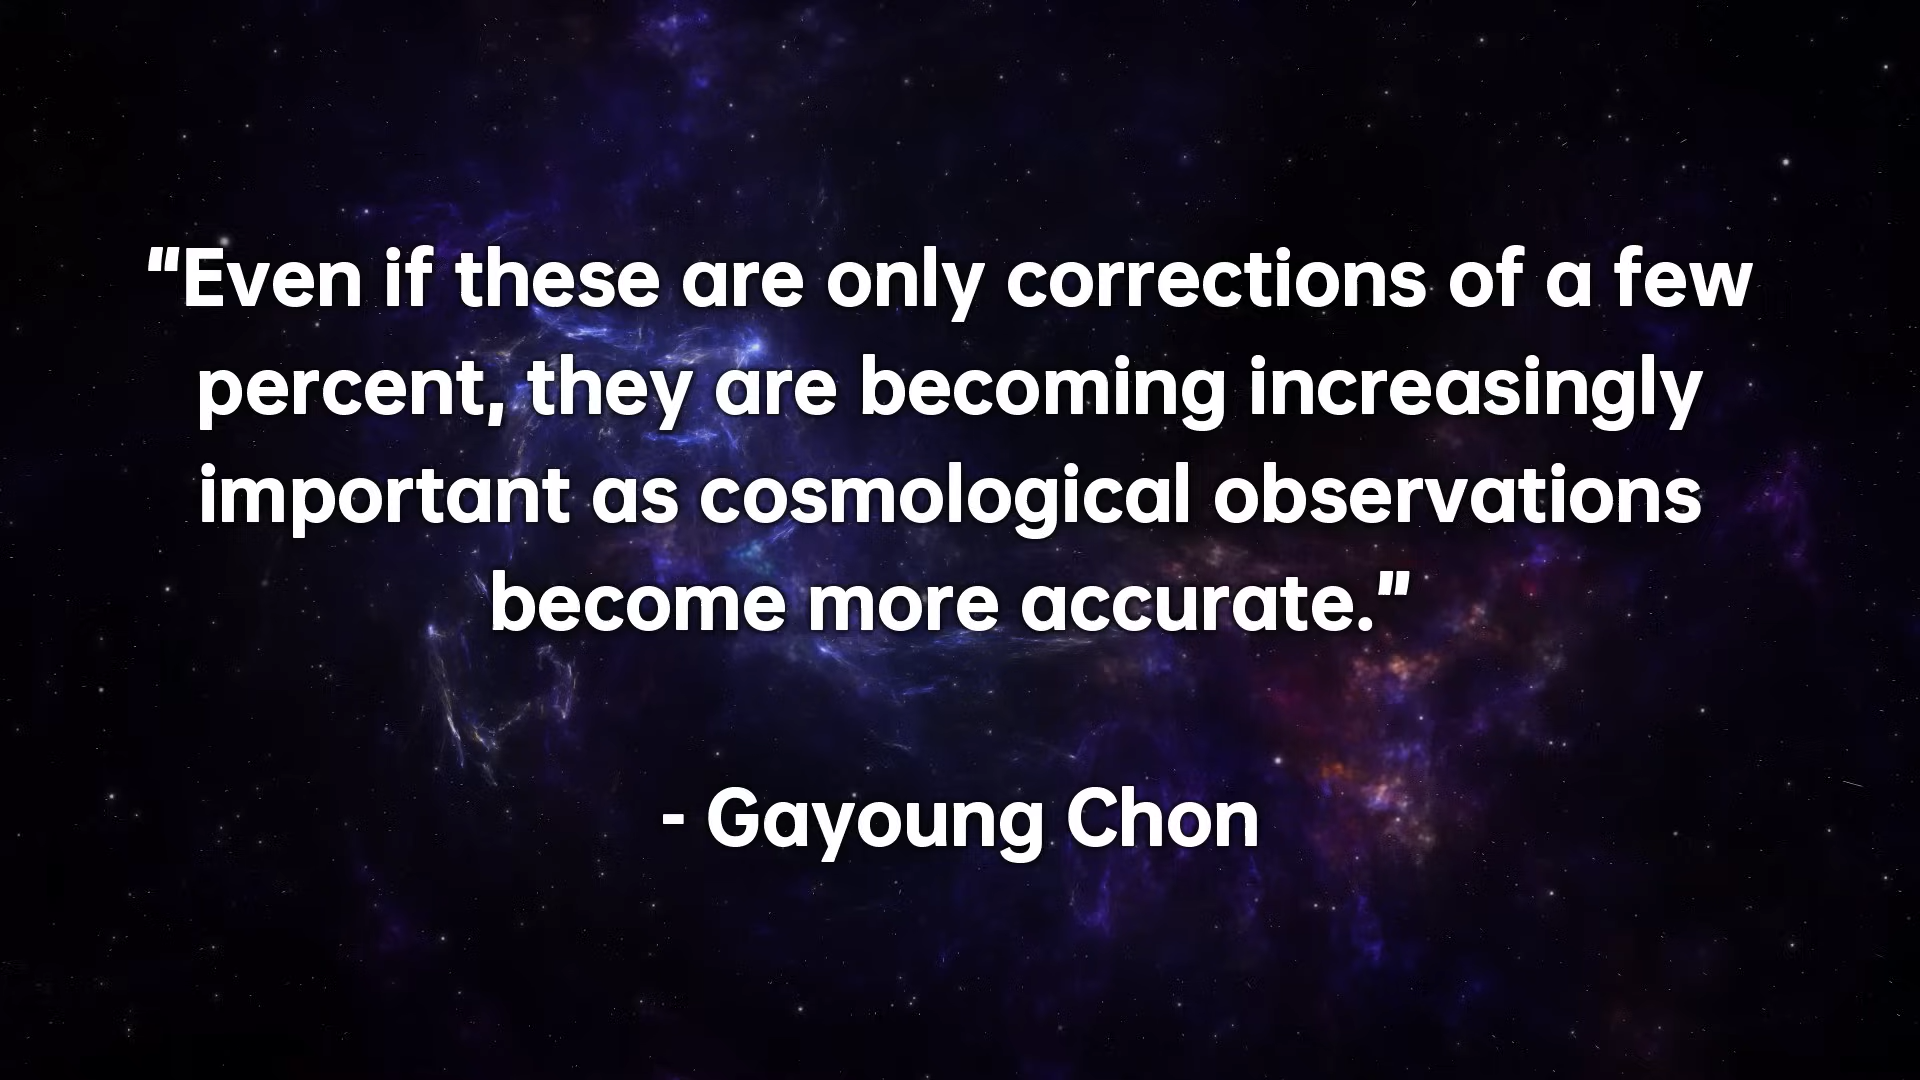 "Even if these are only corrections of a few
percent, they are becoming increasingly
important as cosmological observations
become more accurate."
- Gayoung Chon